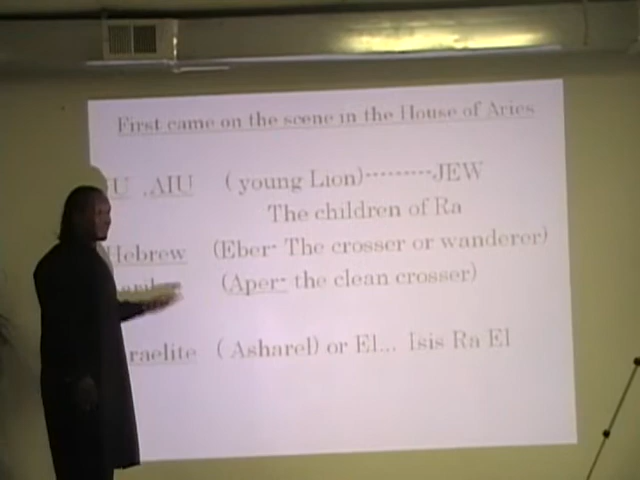 First came on the scene in the House of Aries
U .AIU (young Lion)---------JEW
The children of Ra
Hebrew (Eber- The crosser or wanderer)
(Aper- the clean crosser)
raelite (Asharel) or El... Isis Ra El